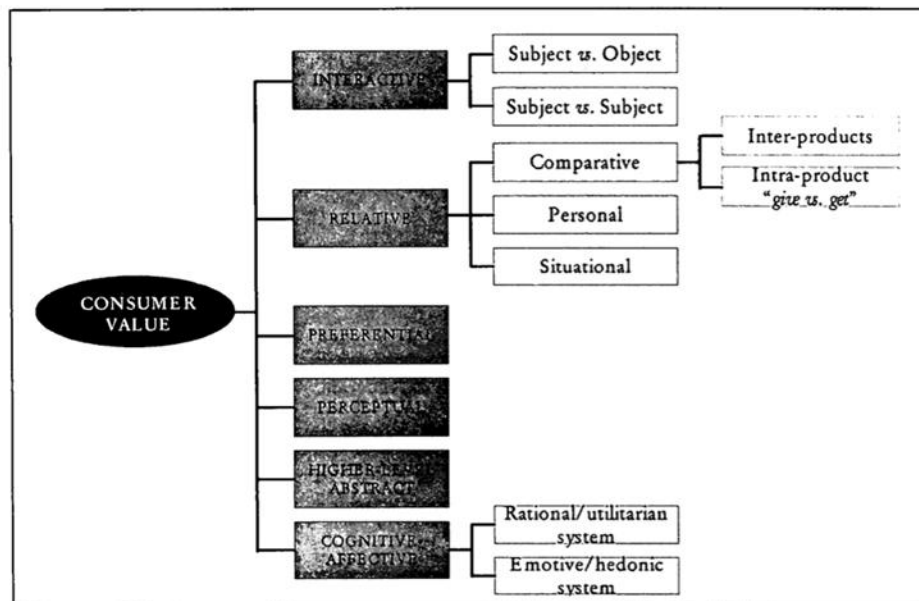 INTERACTIVE
Subject vs. Object
Subject vs. Subject
RELATIVE
Comparative
Inter-products
Intra-product
"give vs. get"
Personal
Situational
CONSUMER
VALUE
PREFERENTIAL
PERCEPTUAL
HIGHER-LEVEL
ABSTRACT
COGNITIVE-
AFFECTIVE
Rational/utilitarian
system
Emotive/hedonic
system